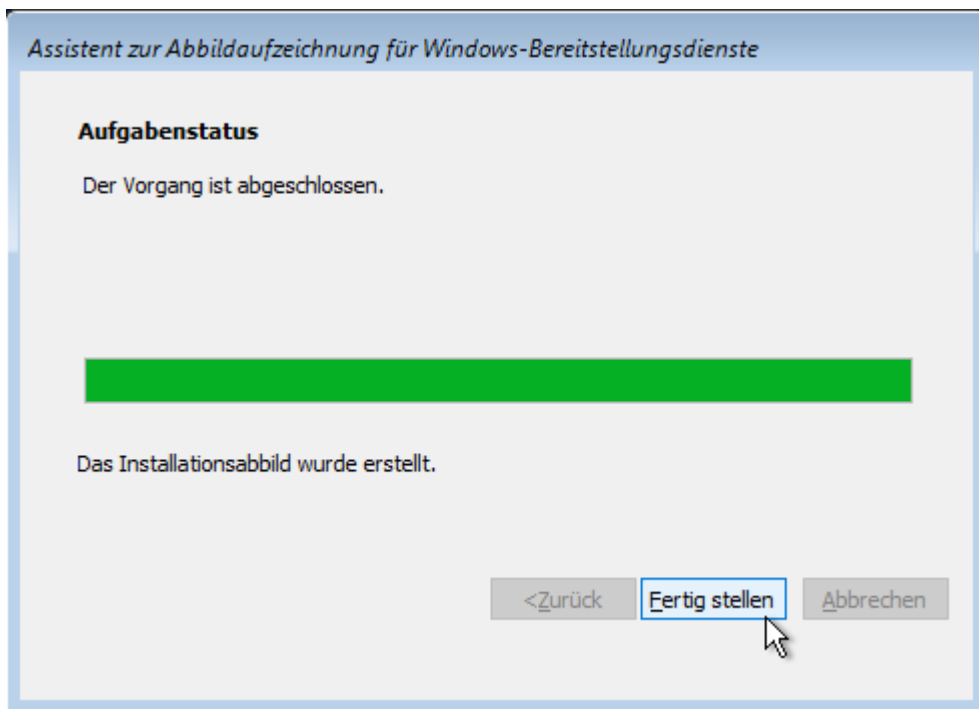 Assistent zur Abbildaufzeichnung für Windows-Bereitstellungsdienste
Aufgabenstatus
Der Vorgang ist abgeschlossen.
Das Installationsabbild wurde erstellt.
<Zurück Fertig stellen Abbrechen